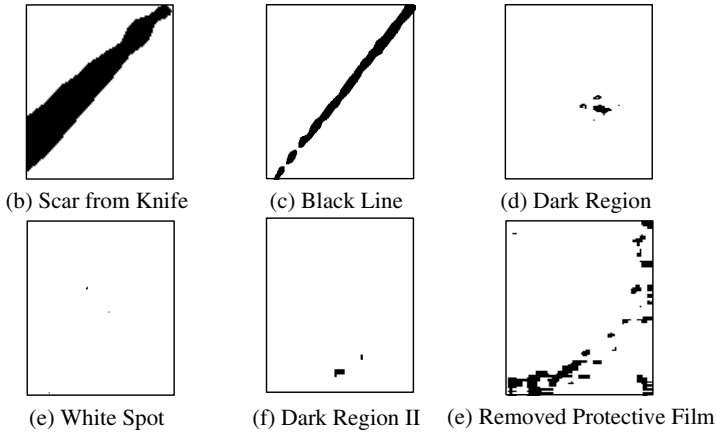 (b) Scar from Knife
(c) Black Line
(d) Dark Region
(e) White Spot
(f) Dark Region II
(e) Removed Protective Film